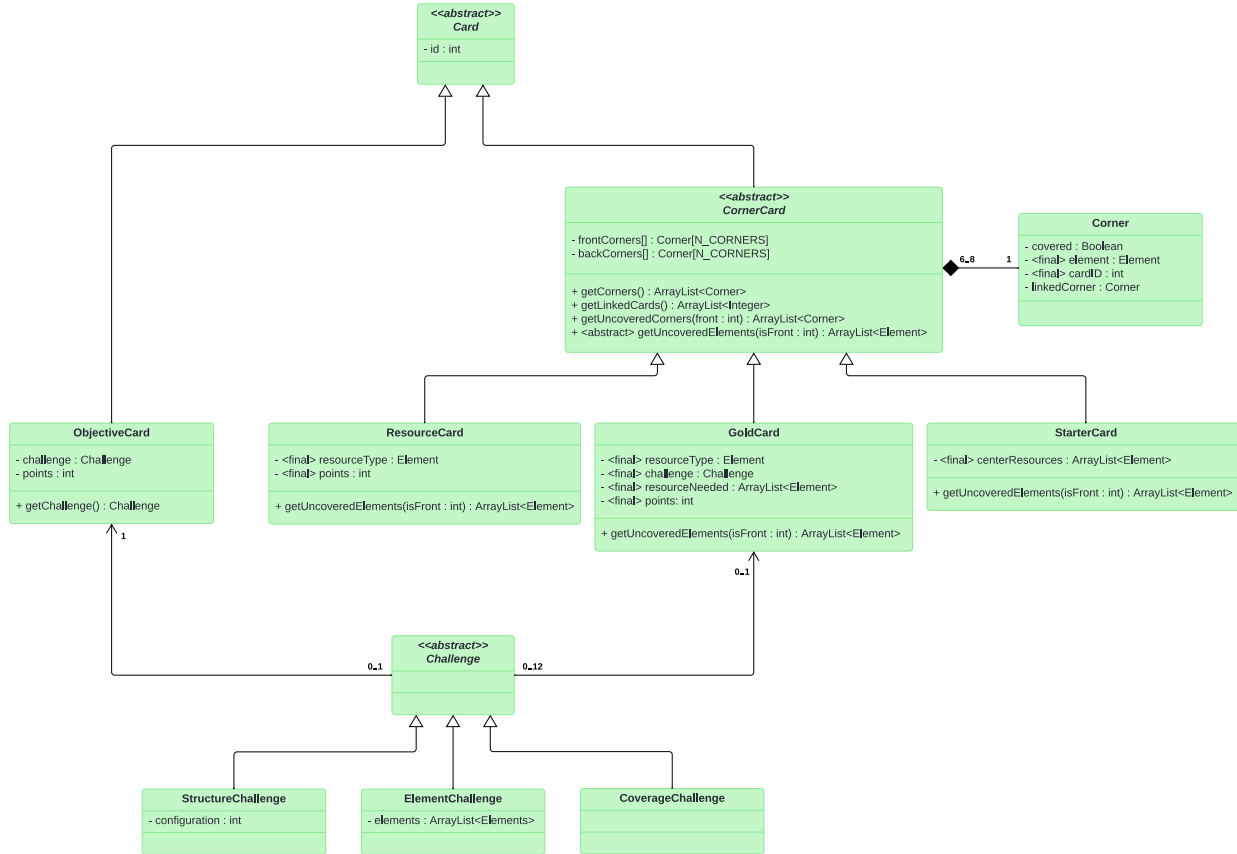 <<abstract>>
Card
- id : int
<<abstract>>
CornerCard
- frontCorners[] : Corner[N_CORNERS]
- backCorners[] : Corner[N_CORNERS]
+ getCorners() : ArrayList<Corner>
+ getLinkedCards() : ArrayList<Integer>
+ getUncoveredCorners(front : int) : ArrayList<Corner>
+ <abstract> getUncoveredElements(isFront : int) : ArrayList<Element>
6..8
1
Corner
- covered : Boolean
- <final> element : Element
- <final> cardID : int
- linkedCorner : Corner
ObjectiveCard
- challenge : Challenge
- points : int
+ getChallenge() : Challenge
ResourceCard
- <final> resourceType : Element
- <final> points : int
+ getUncoveredElements(isFront : int) : ArrayList<Element>
GoldCard
- <final> resourceType : Element
- <final> challenge : Challenge
- <final> resourceNeeded : ArrayList<Element>
- <final> points: int
+ getUncoveredElements(isFront : int) : ArrayList<Element>
StarterCard
- <final> centerResources : ArrayList<Element>
+ getUncoveredElements(isFront : int) : ArrayList<Element>
1
0..1
<<abstract>>
Challenge
0..1
0..12
StructureChallenge
- configuration : int
ElementChallenge
- elements : ArrayList<Elements>
CoverageChallenge